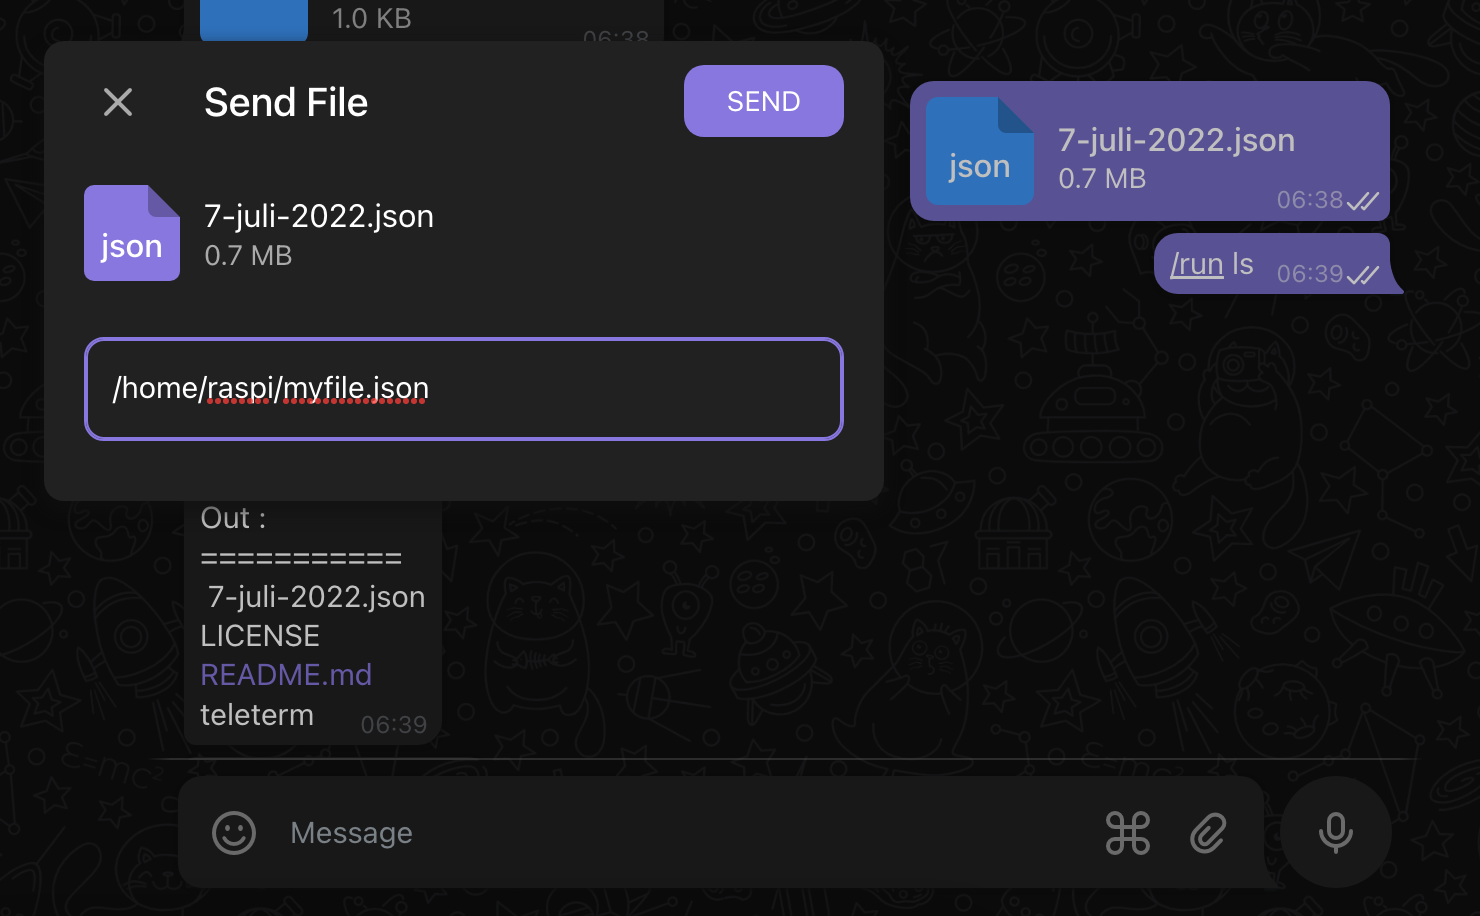 1.0 KB
06:38
Send File
SEND
json
7-juli-2022.json
0.7 MB
/home/raspi/myfile.json
json
7-juli-2022.json
0.7 MB
06:38
/run ls
06:39
Out :
===========
7-juli-2022.json
LICENSE
README.md
teleterm
06:39
E=mc²
E=mc²
Message